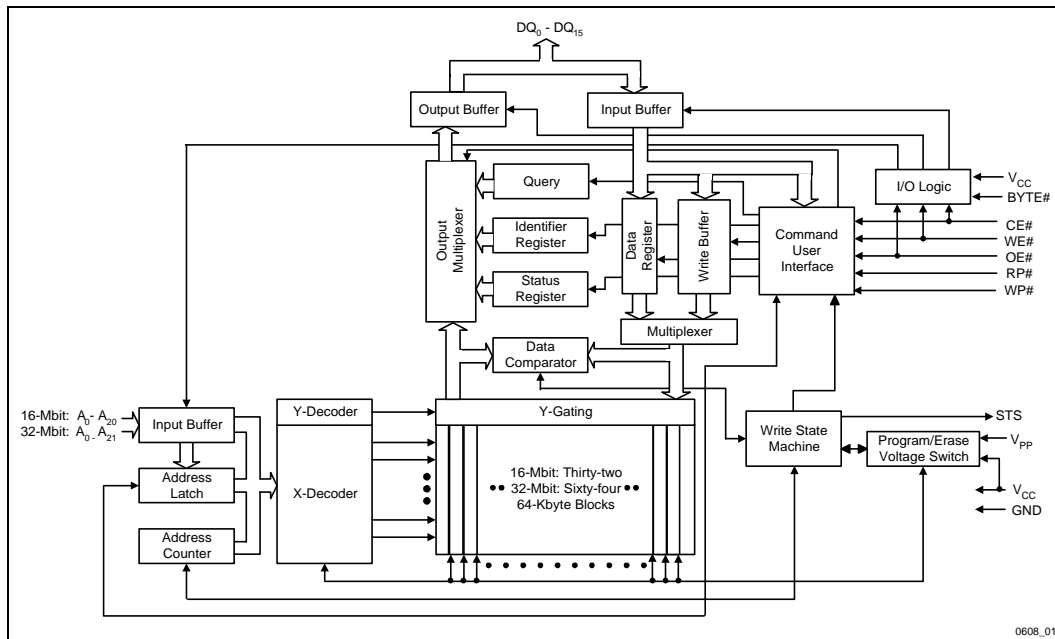 DQ0 - DQ15
Output Buffer
Input Buffer
Output
Multiplexer
Query
Identifier
Register
Status
Register
Data
Register
Write Buffer
Command
User
Interface
I/O Logic
VCC
BYTE#
CE#
WE#
OE#
RP#
WP#
Multiplexer
Data
Comparator
16-Mbit: A0- A20
32-Mbit: A0- A21
Input Buffer
Address
Latch
Address
Counter
Y-Decoder
X-Decoder
Y-Gating
16-Mbit: Thirty-two
32-Mbit: Sixty-four
64-Kbyte Blocks
Write State
Machine
Program/Erase
Voltage Switch
STS
VPP
VCC
GND
0608_01